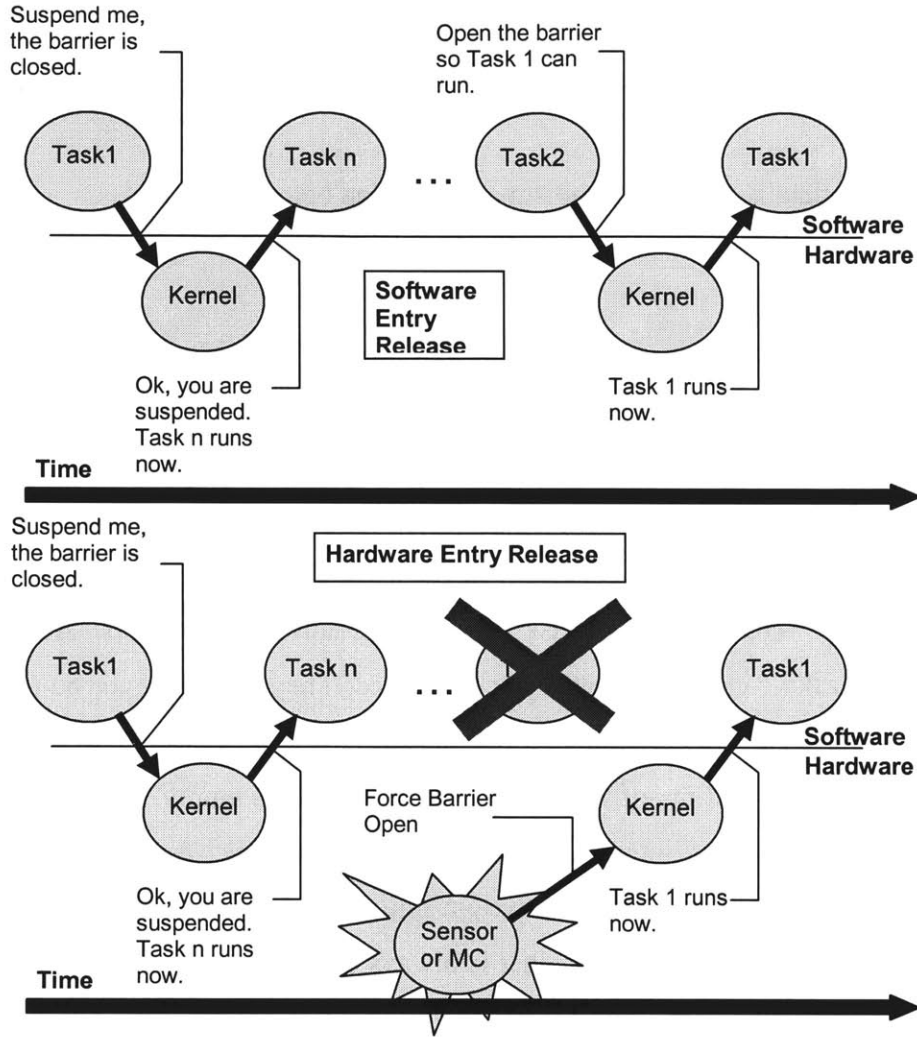 Suspend me,
the barrier is
closed.
Open the barrier
so Task 1 can
run.
Task1
Task n
...
Task2
Task1
Software
Hardware
Kernel
Software
Entry
Release
Kernel
Ok, you are
suspended.
Task n runs
now.
Task 1 runs
now.
Time
Suspend me,
the barrier is
closed.
Hardware Entry Release
Task1
Task n
...
Task1
Software
Hardware
Kernel
Force Barrier
Open
Kernel
Ok, you are
suspended.
Task n runs
now.
Sensor
or MC
Task 1 runs
now.
Time